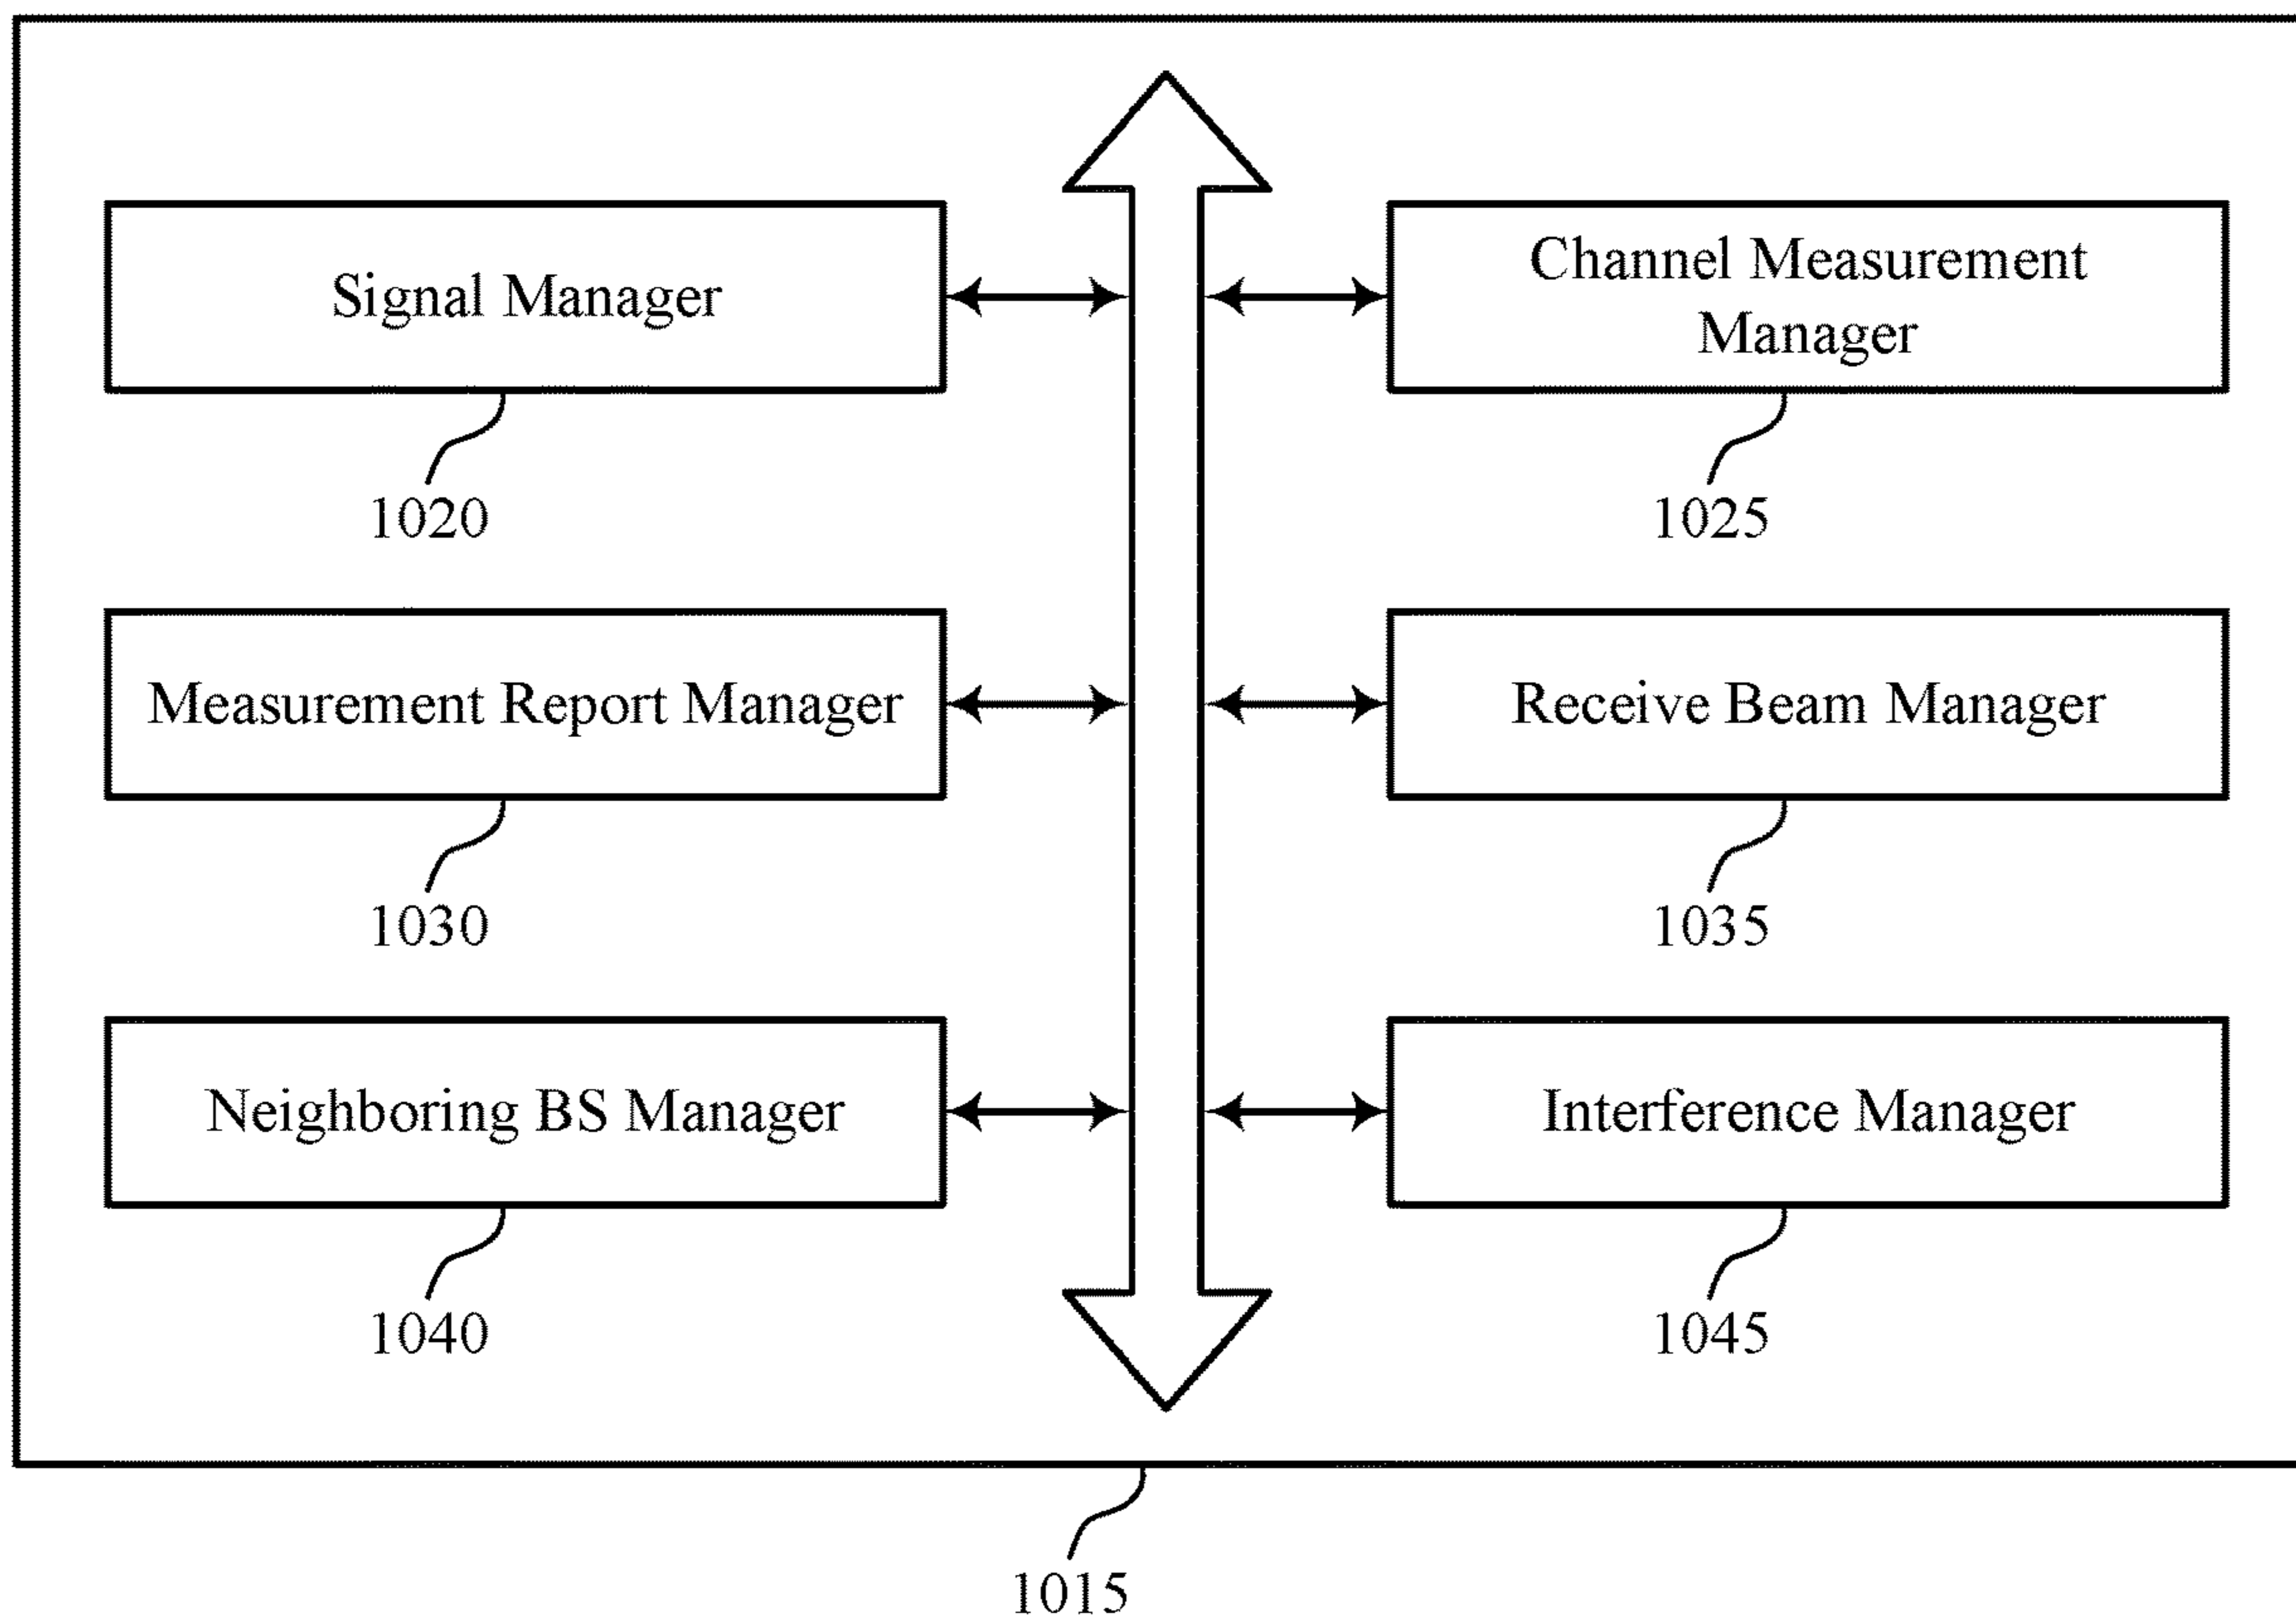 Signal Manager
Channel Measurement
Manager
1020
1025
Measurement Report Manager
Receive Beam Manager
1030
1035
Neighboring BS Manager
Interference Manager
1040
1045
1015